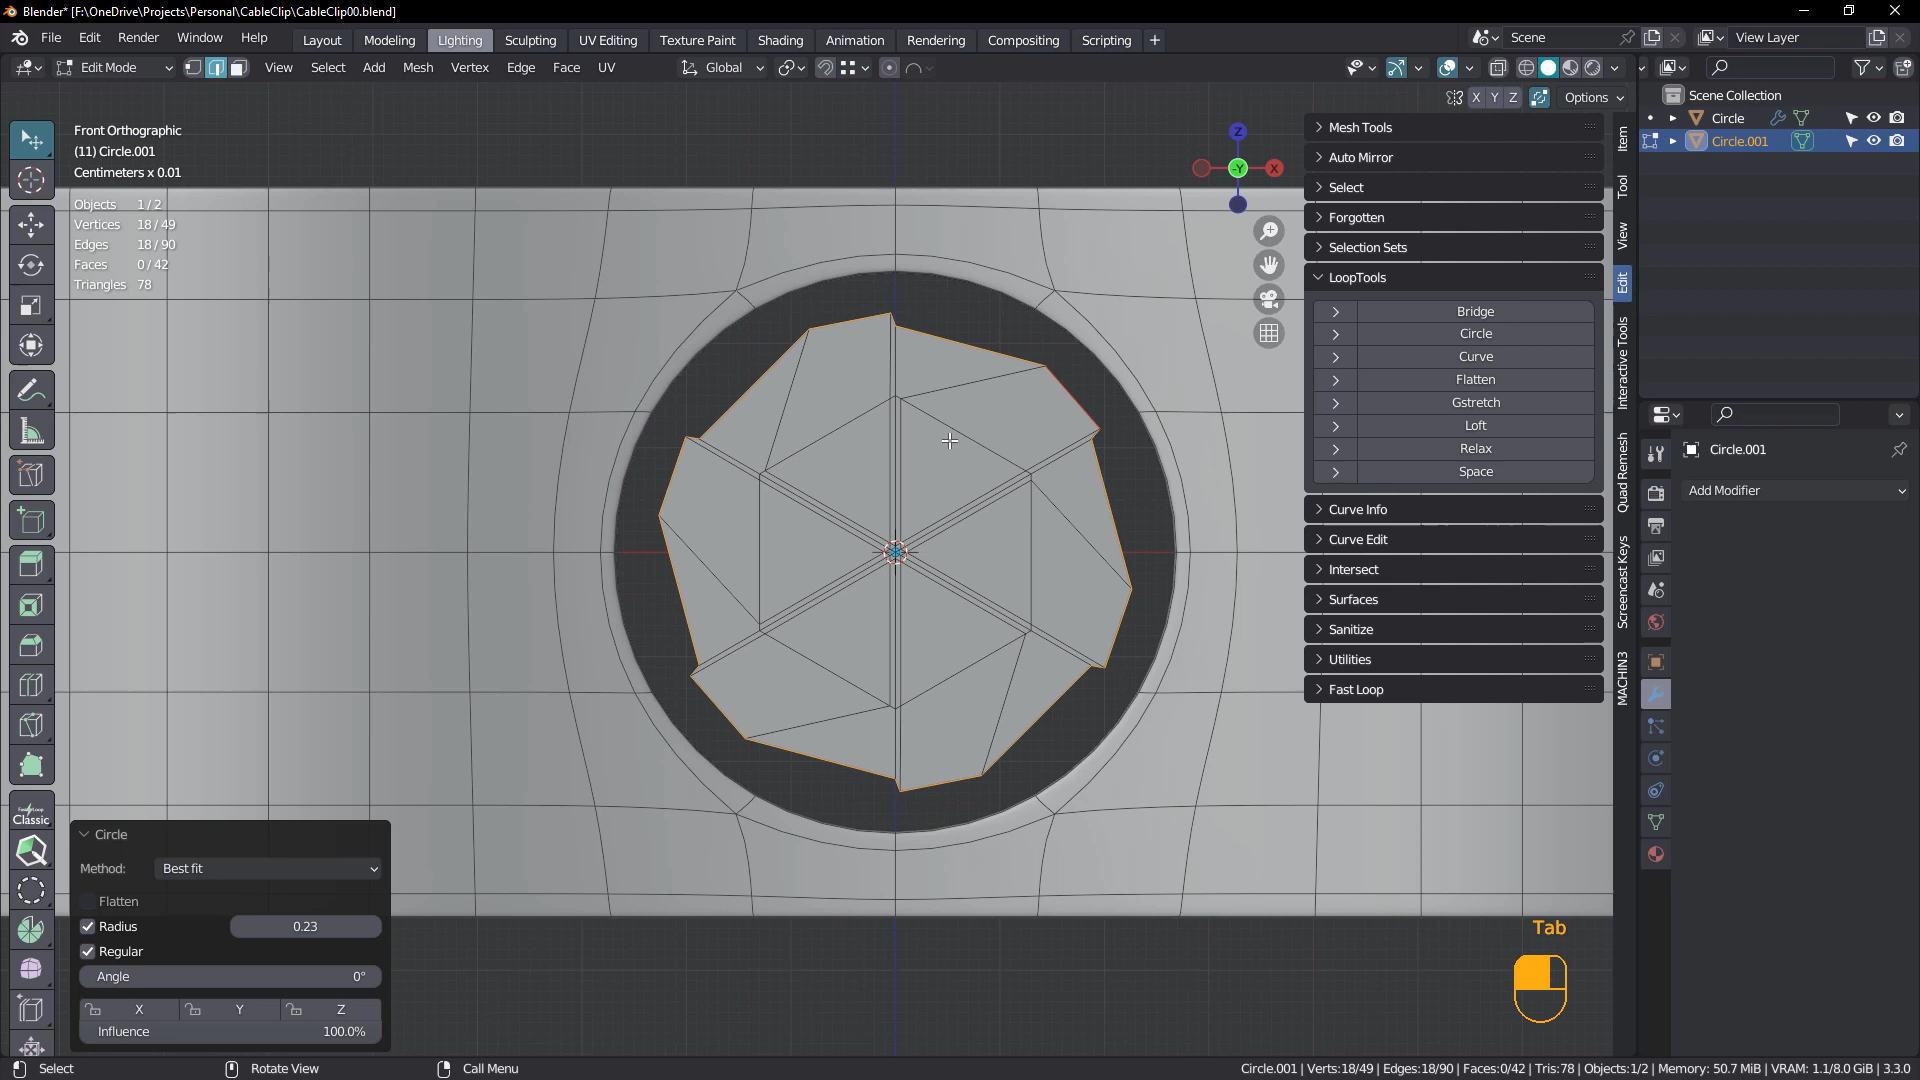 Blender* [F:\OneDrive\Projects\Personal\CableClip\CableClip00.blend]
File Edit Render Window Help Layout Modeling Lighting Sculpting UV Editing Texture Paint Shading Animation Rendering Compositing Scripting + Scene View Layer
Edit Mode View Select Add Mesh Vertex Edge Face UV Global
X Y Z Options
Scene Collection
Circle
Circle.001
Front Orthographic
(11) Circle.001
Centimeters x 0.01
Objects 1 / 2
Vertices 18 / 49
Edges 18 / 90
Faces 0 / 42
Triangles 78
Z
-Y
X
Mesh Tools
Auto Mirror
Select
Forgotten
Selection Sets
LoopTools
Bridge
Circle
Curve
Flatten
Gstretch
Loft
Relax
Space
Curve Info
Curve Edit
Intersect
Surfaces
Sanitize
Utilities
Fast Loop
Item
Tool
View
Edit
Interactive Tools
Quad Remesh
Screencast Keys
MACHIN3
Circle.001
Add Modifier
Classic
Circle
Method: Best fit
Flatten
Radius 0.23
Regular
Angle 0°
X Y Z
Influence 100.0%
Tab
Select Rotate View Call Menu
Circle.001 | Verts:18/49 | Edges:18/90 | Faces:0/42 | Tris:78 | Objects:1/2 | Memory: 50.7 MiB | VRAM: 1.1/8.0 GiB | 3.3.0